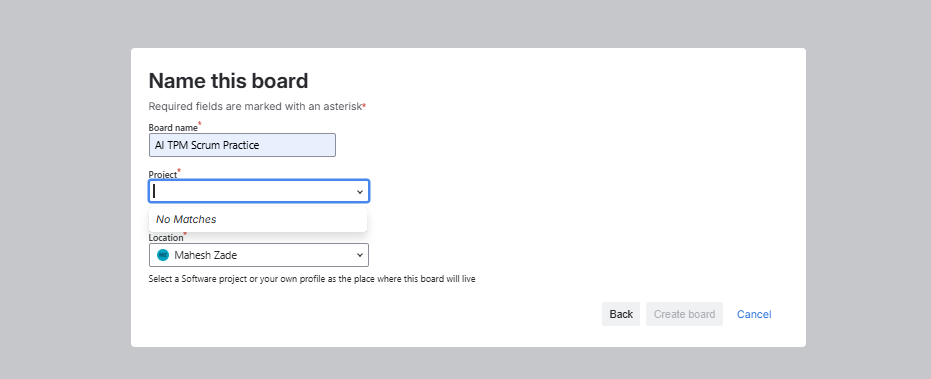 Name this board
Required fields are marked with an asterisk*
Board name*
AI TPM Scrum Practice
Project*
No Matches
Location*
Mahesh Zade
Select a Software project or your own profile as the place where this board will live
Back Create board Cancel